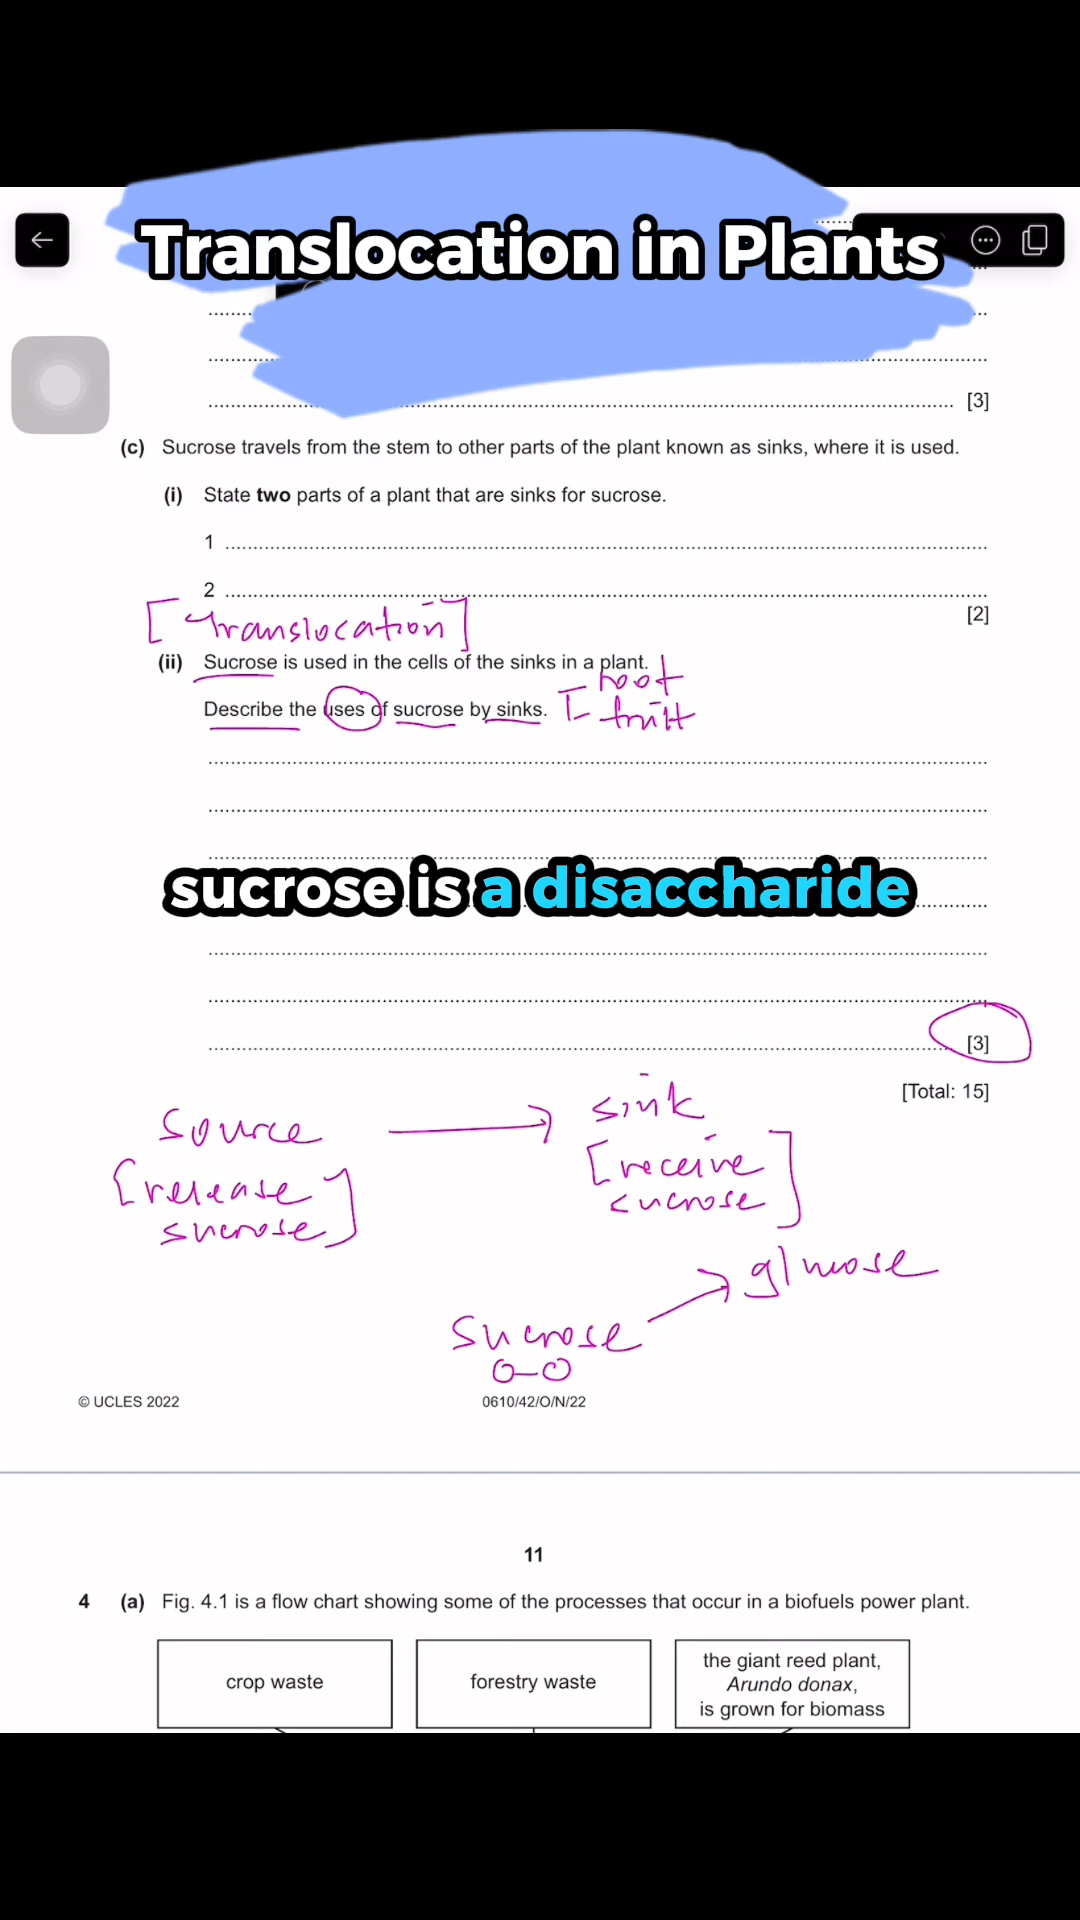 Translocation in Plants
[3]
(c) Sucrose travels from the stem to other parts of the plant known as sinks, where it is used.
(i) State two parts of a plant that are sinks for sucrose.
1
2
[2]
[Translocation]
(ii) Sucrose is used in the cells of the sinks in a plant.
root
Describe the uses of sucrose by sinks.
fruit
sucrose is a disaccharide
[3]
[Total: 15]
source
sink
[release
sucrose]
[receive
sucrose]
glucose
sucrose
© UCLES 2022
0610/42/O/N/22
11
4 (a) Fig. 4.1 is a flow chart showing some of the processes that occur in a biofuels power plant.
crop waste
forestry waste
the giant reed plant,
Arundo donax,
is grown for biomass